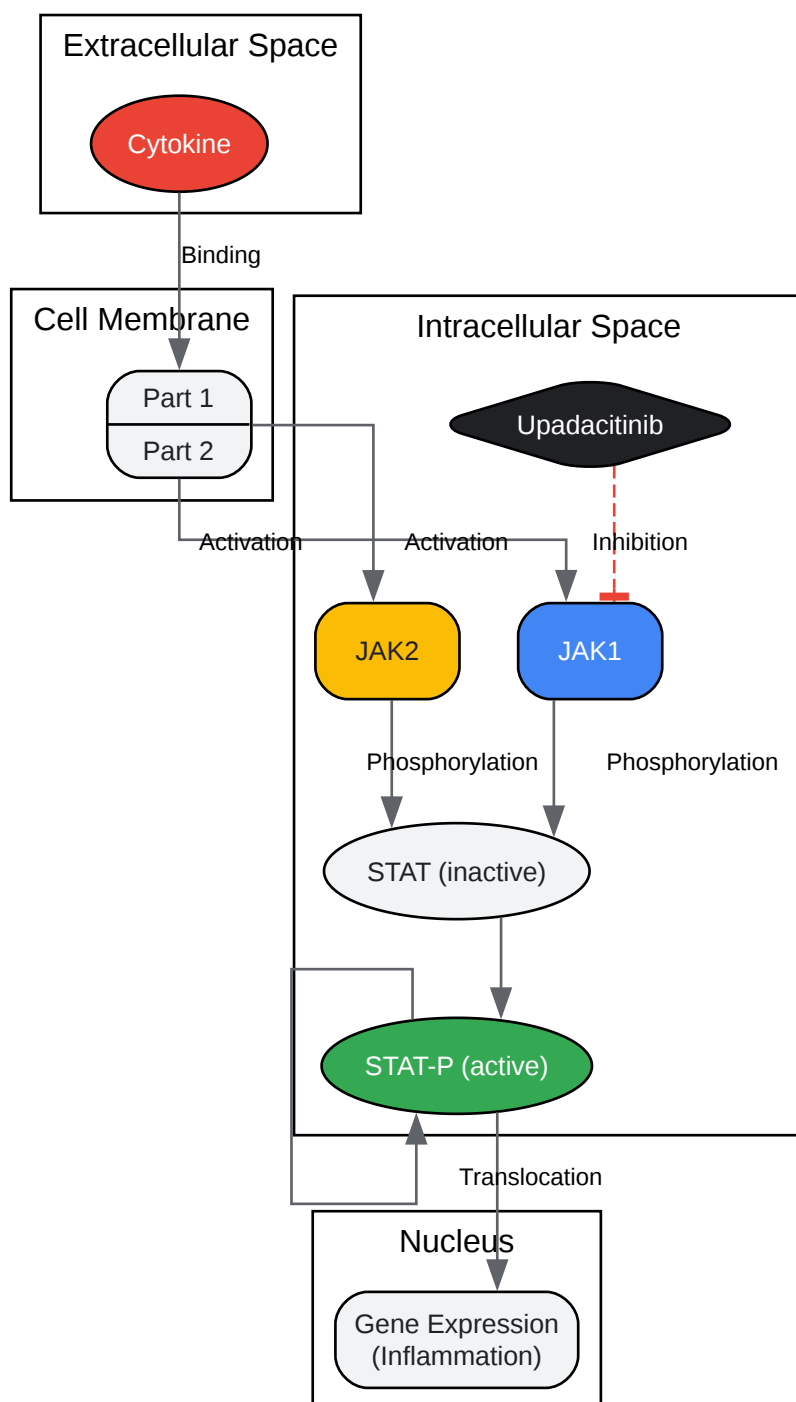 Extracellular Space
Cytokine
Binding
Cell Membrane
Part 1
Part 2
Intracellular Space
Upadacitinib
Activation
Activation
Inhibition
JAK2
JAK1
Phosphorylation
Phosphorylation
STAT (inactive)
STAT-P (active)
Translocation
Nucleus
Gene Expression
(Inflammation)